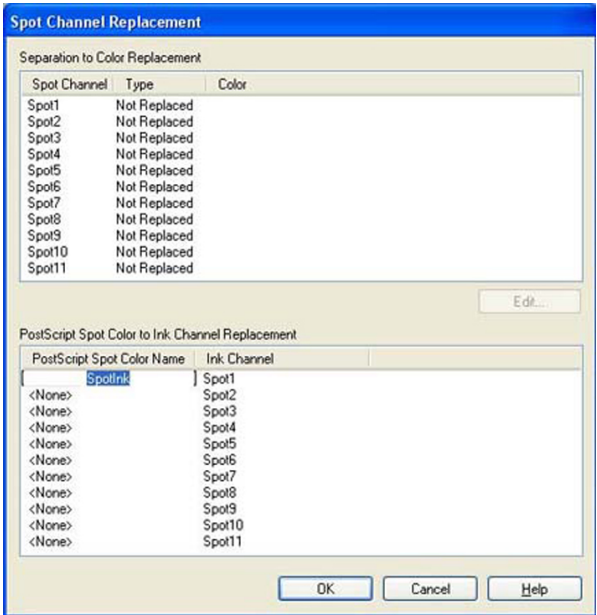 Spot Channel Replacement
Separation to Color Replacement
Spot Channel Type Color
Spot1 Not Replaced
Spot2 Not Replaced
Spot3 Not Replaced
Spot4 Not Replaced
Spot5 Not Replaced
Spot6 Not Replaced
Spot7 Not Replaced
Spot8 Not Replaced
Spot9 Not Replaced
Spot10 Not Replaced
Spot11 Not Replaced
Edit...
PostScript Spot Color to Ink Channel Replacement
PostScript Spot Color Name Ink Channel
[ SpotInk ] Spot1
<None> Spot2
<None> Spot3
<None> Spot4
<None> Spot5
<None> Spot6
<None> Spot7
<None> Spot8
<None> Spot9
<None> Spot10
<None> Spot11
OK Cancel Help